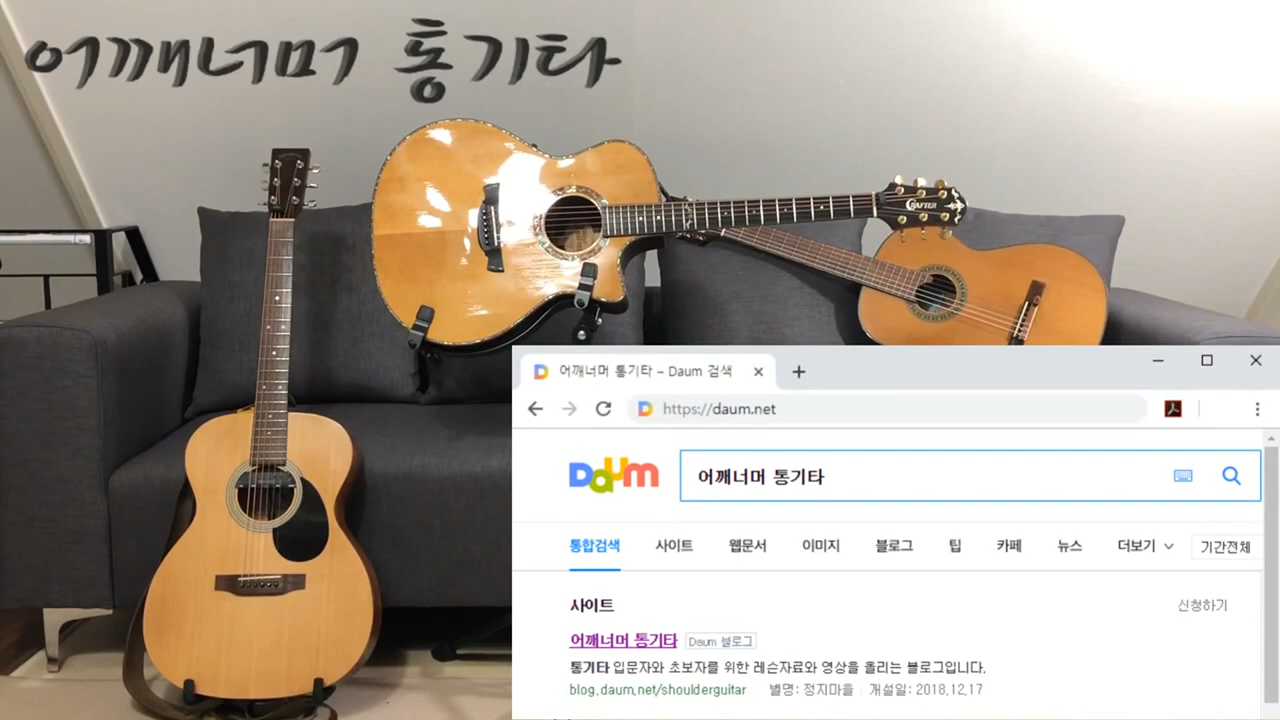 어깨너머 통기타
CRAFTER
어깨너머 통기타 – Daum 검색
https://daum.net
Daum 어깨너머 통기타
통합검색 사이트 웹문서 이미지 블로그 팁 카페 뉴스 더보기 기간전체
사이트 신청하기
어깨너머 통기타 Daum 블로그
통기타 입문자와 초보자를 위한 레슨자료와 영상을 올리는 블로그입니다.
blog.daum.net/shoulderguitar 별명: 정지마을 개설일: 2018.12.17